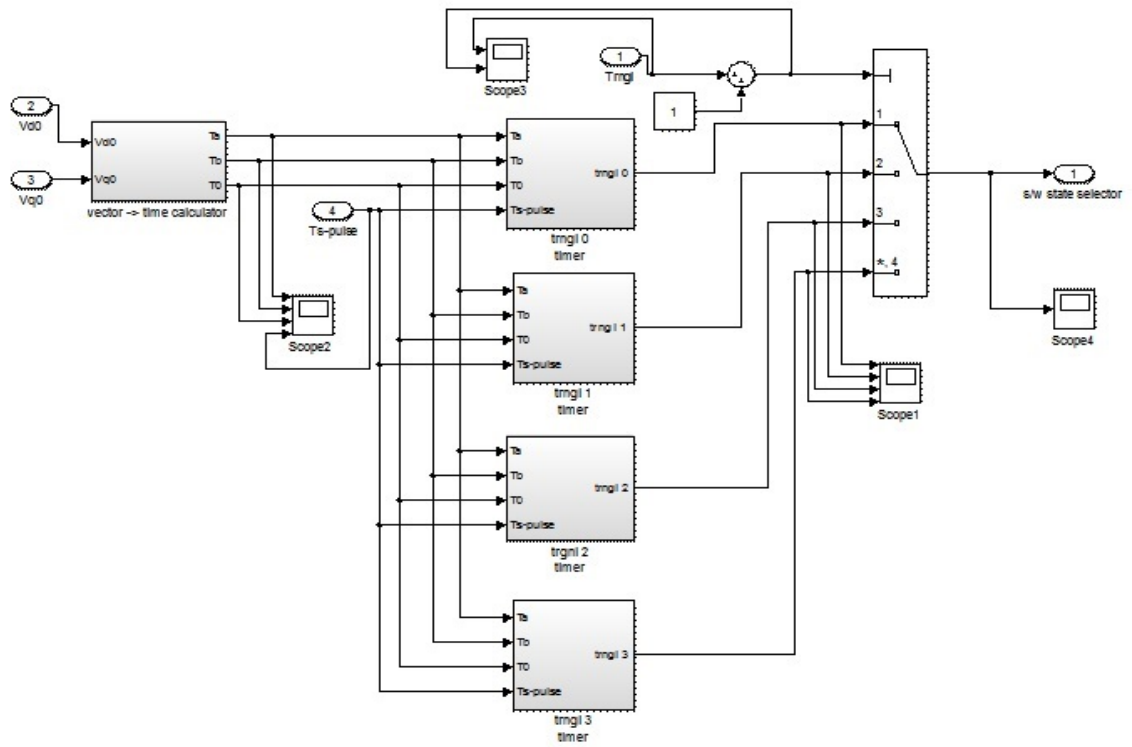 Scope3
1
Trngl
1
+
+
2
Vd0
3
Vq0
Vd0
Vq0
Ta
Tb
T0
vector -> time calculator
4
Ts-pulse
Scope2
Ta
Tb
T0
Ts-pulse
trngl 0
trngl 0
timer
Ta
Tb
T0
Ts-pulse
trngl 1
trngl 1
timer
Ta
Tb
T0
Ts-pulse
trngl 2
trgnl 2
timer
Ta
Tb
T0
Ts-pulse
trngl 3
trngl 3
timer
1
2
3
*, 4
1
s/w state selector
Scope4
Scope1